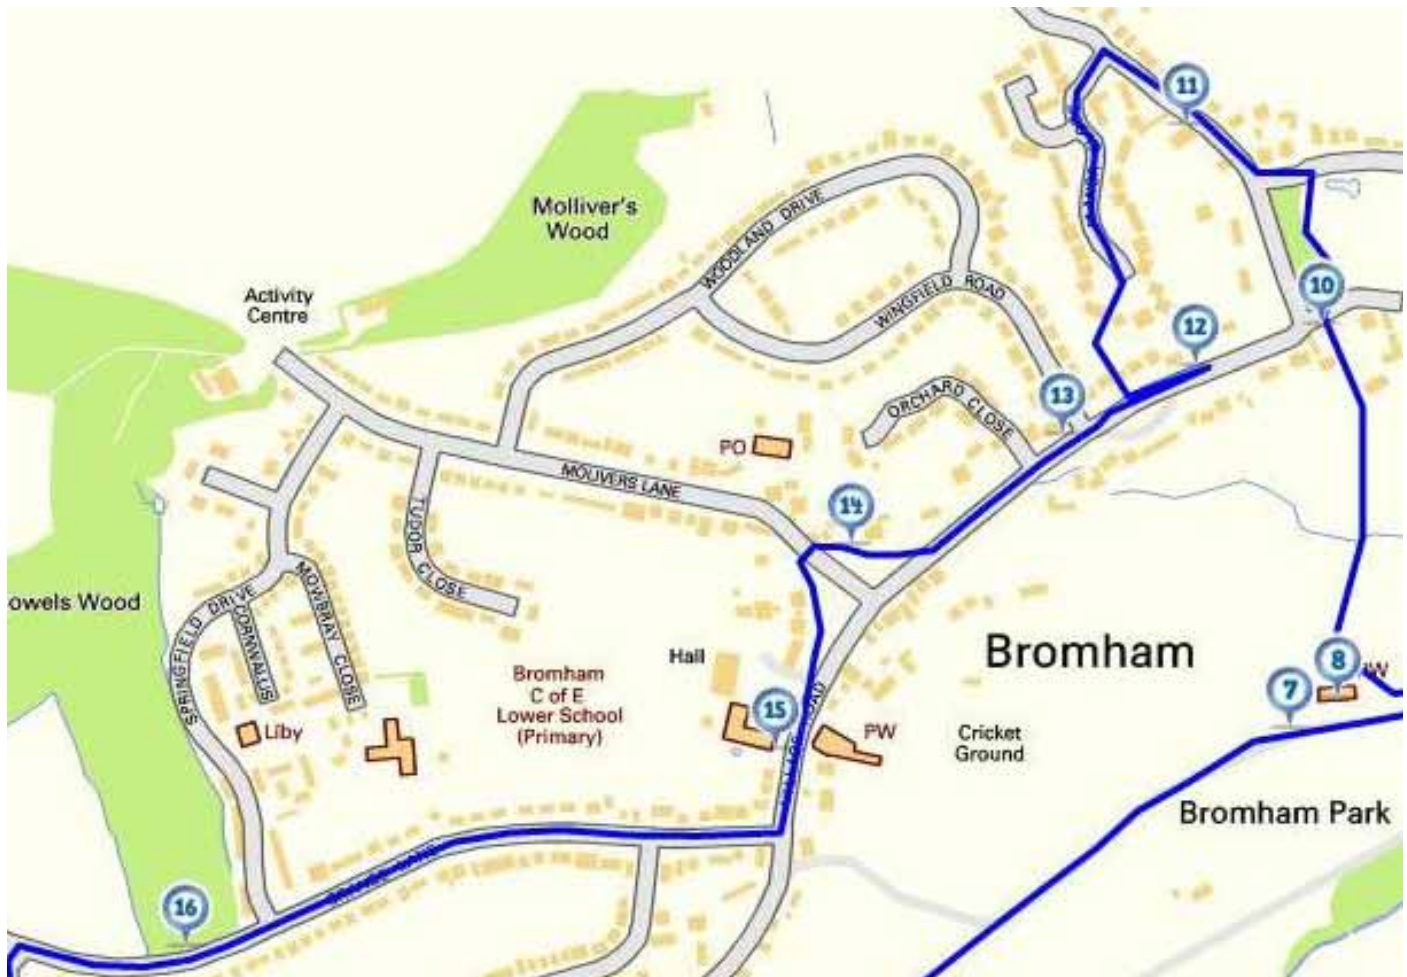 11
Molliver's
Wood
WOODLAND DRIVE
10
Activity
Centre
WINGFIELD ROAD
12
13
ORCHARD CLOSE
PO
MOLIVERS LANE
14
TUDOR CLOSE
owels Wood
SPRINGFIELD DRIVE
CORNWALLIS
MOWBRAY CLOSE
Hall
Bromham
8
Bromham
C of E
Lower School
(Primary)
7
15
Liby
PW
Cricket
Ground
Bromham Park
16